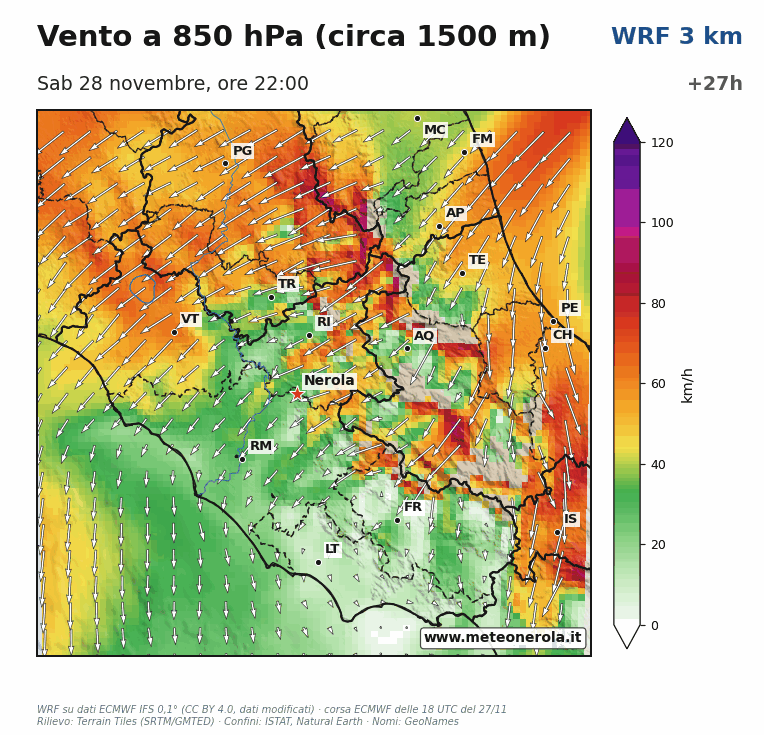 Vento a 850 hPa (circa 1500 m)
WRF 3 km
Sab 28 novembre, ore 22:00
+27h
MC
FM
PG
AP
TE
TR
PE
VT
RI
AQ
CH
Nerola
RM
FR
IS
LT
www.meteonerola.it
120
100
80
60
40
20
0
km/h
WRF su dati ECMWF IFS 0,1° (CC BY 4.0, dati modificati) · corsa ECMWF delle 18 UTC del 27/11
Rilievo: Terrain Tiles (SRTM/GMTED) · Confini: ISTAT, Natural Earth · Nomi: GeoNames